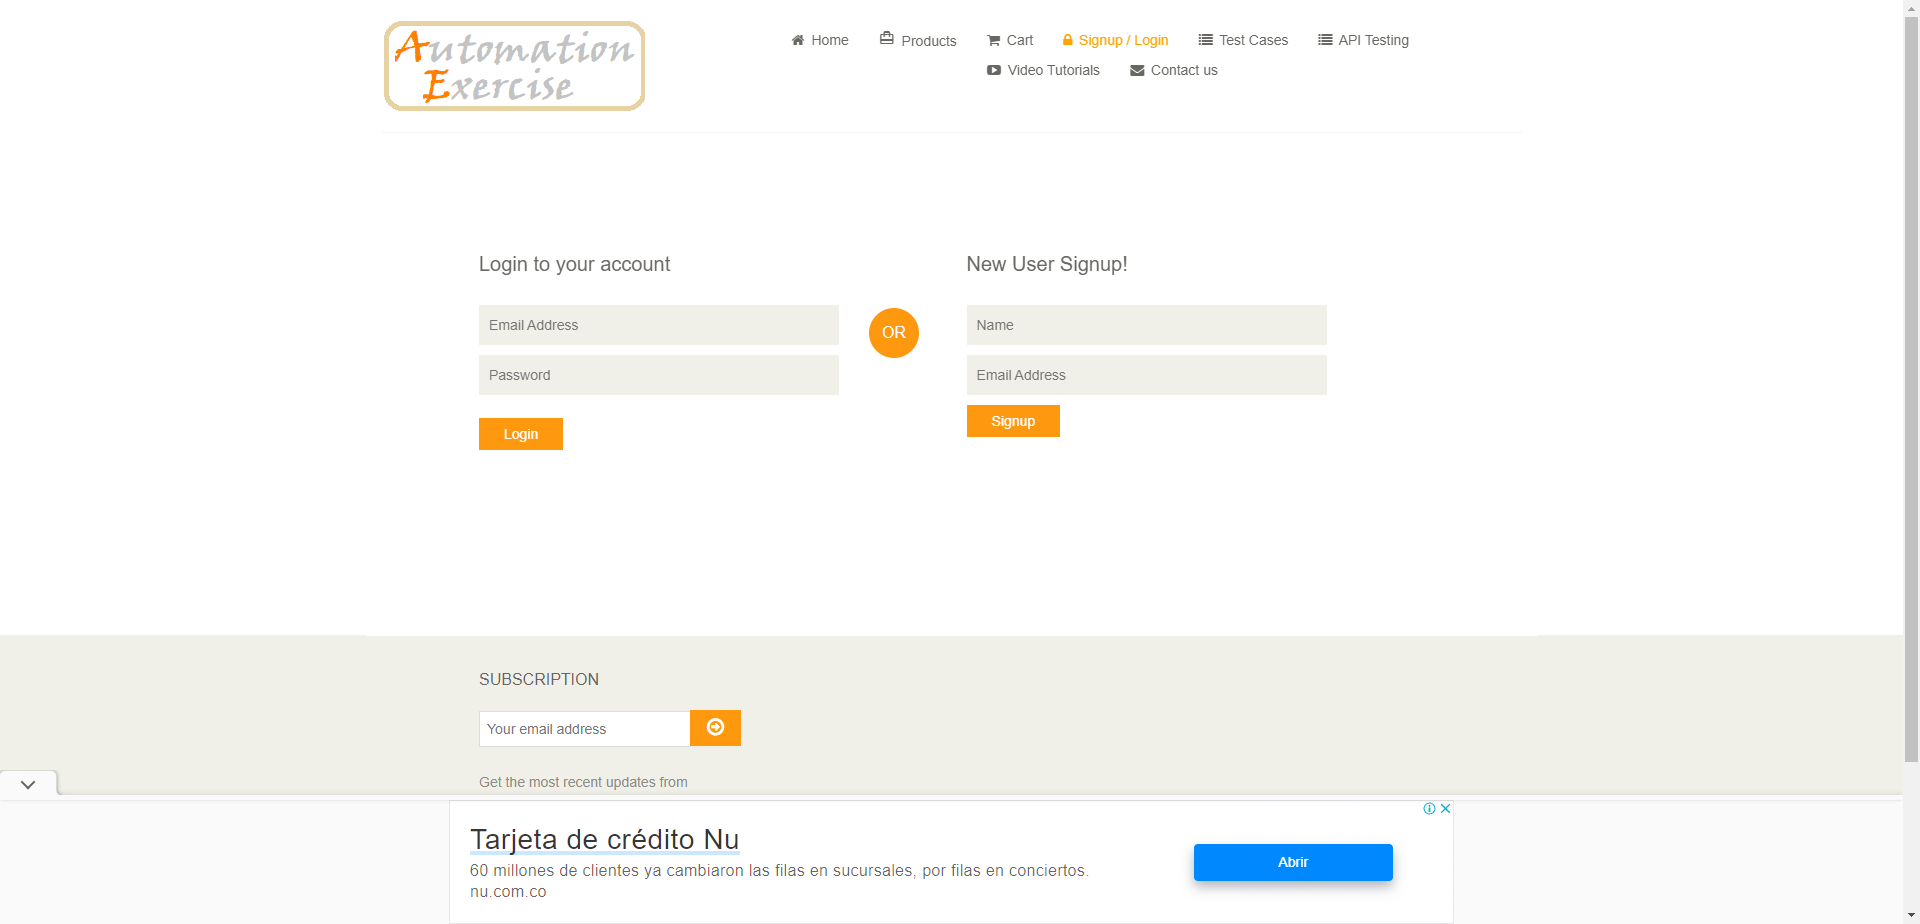 Automation
Exercise
Home
Products
Cart
Signup / Login
Test Cases
API Testing
Video Tutorials
Contact us
Login to your account
Email Address
Password
Login
OR
New User Signup!
Name
Email Address
Signup
SUBSCRIPTION
Your email address
Get the most recent updates from
Tarjeta de crédito Nu
60 millones de clientes ya cambiaron las filas en sucursales, por filas en conciertos.
nu.com.co
Abrir